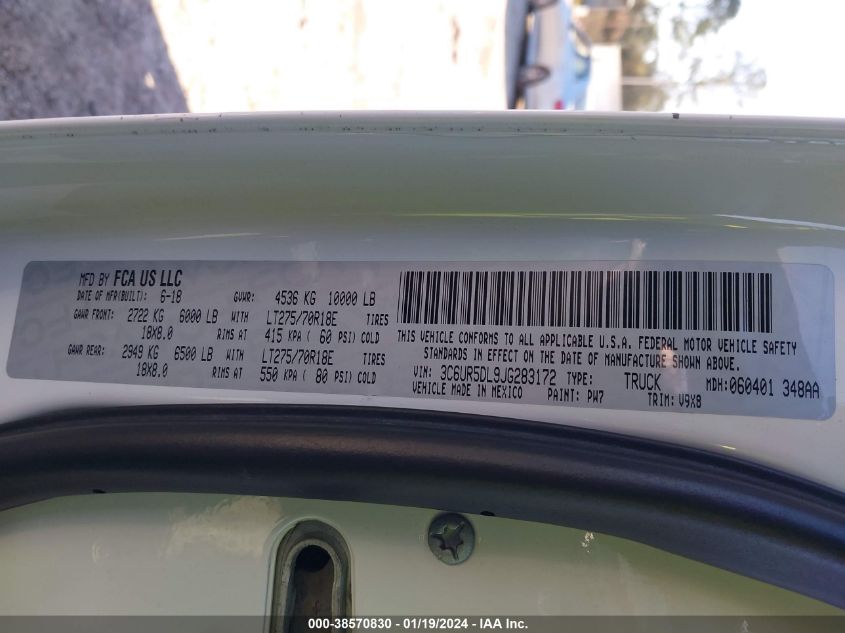 MFD BY FCA US LLC
DATE OF MFR(BUILT): 6-18 GVWR: 4536 KG 10000 LB
GAWR FRONT: 2722 KG 6000 LB WITH LT275/70R18E TIRES
18X8.0 RIMS AT 415 KPA ( 60 PSI) COLD
GAWR REAR: 2949 KG 6500 LB WITH LT275/70R18E TIRES
18X8.0 RIMS AT 550 KPA ( 80 PSI) COLD
THIS VEHICLE CONFORMS TO ALL APPLICABLE U.S.A. FEDERAL MOTOR VEHICLE SAFETY
STANDARDS IN EFFECT ON THE DATE OF MANUFACTURE SHOWN ABOVE.
VIN: 3C6UR5DL9JG283172 TYPE: TRUCK MDH:060401 348AA
VEHICLE MADE IN MEXICO PAINT: PW7 TRIM: V9X8
000-38570830 - 01/19/2024 - IAA Inc.